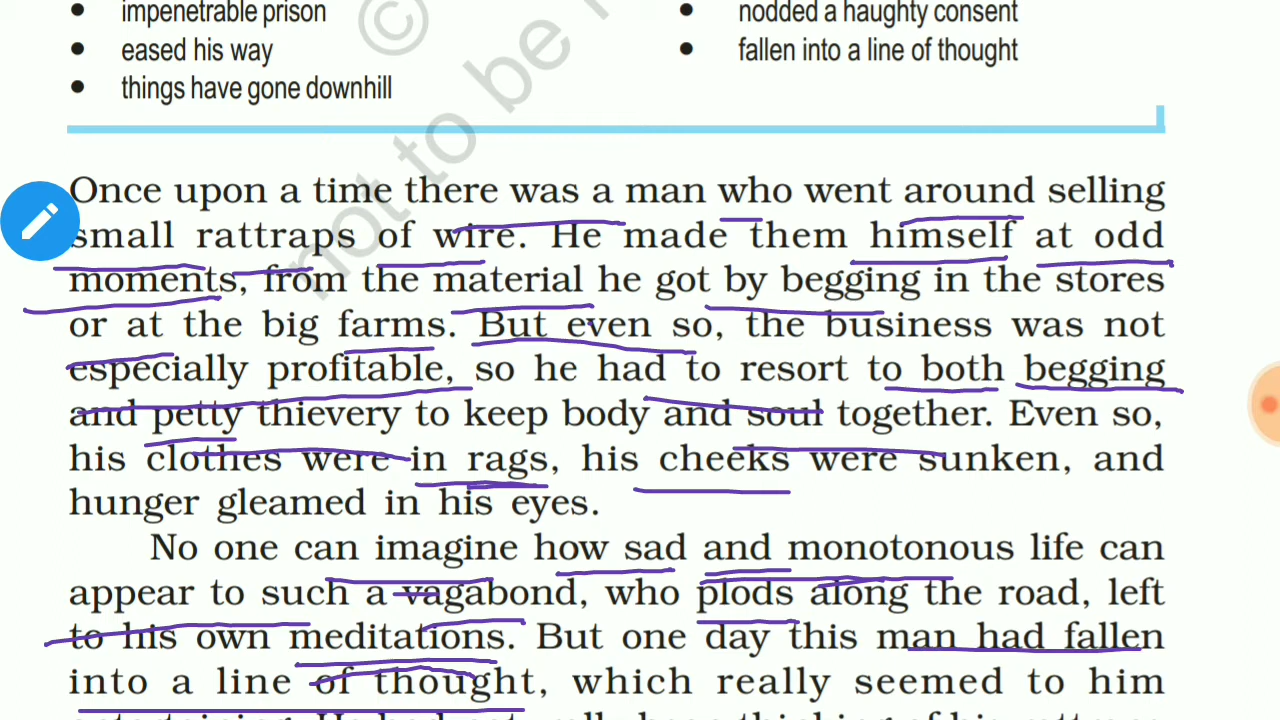 impenetrable prison
nodded a haughty consent
eased his way
fallen into a line of thought
things have gone downhill
©
not to be r
Once upon a time there was a man who went around selling
small rattraps of wire. He made them himself at odd
moments, from the material he got by begging in the stores
or at the big farms. But even so, the business was not
especially profitable, so he had to resort to both begging
and petty thievery to keep body and soul together. Even so,
his clothes were in rags, his cheeks were sunken, and
hunger gleamed in his eyes.
No one can imagine how sad and monotonous life can
appear to such a vagabond, who plods along the road, left
to his own meditations. But one day this man had fallen
into a line of thought, which really seemed to him